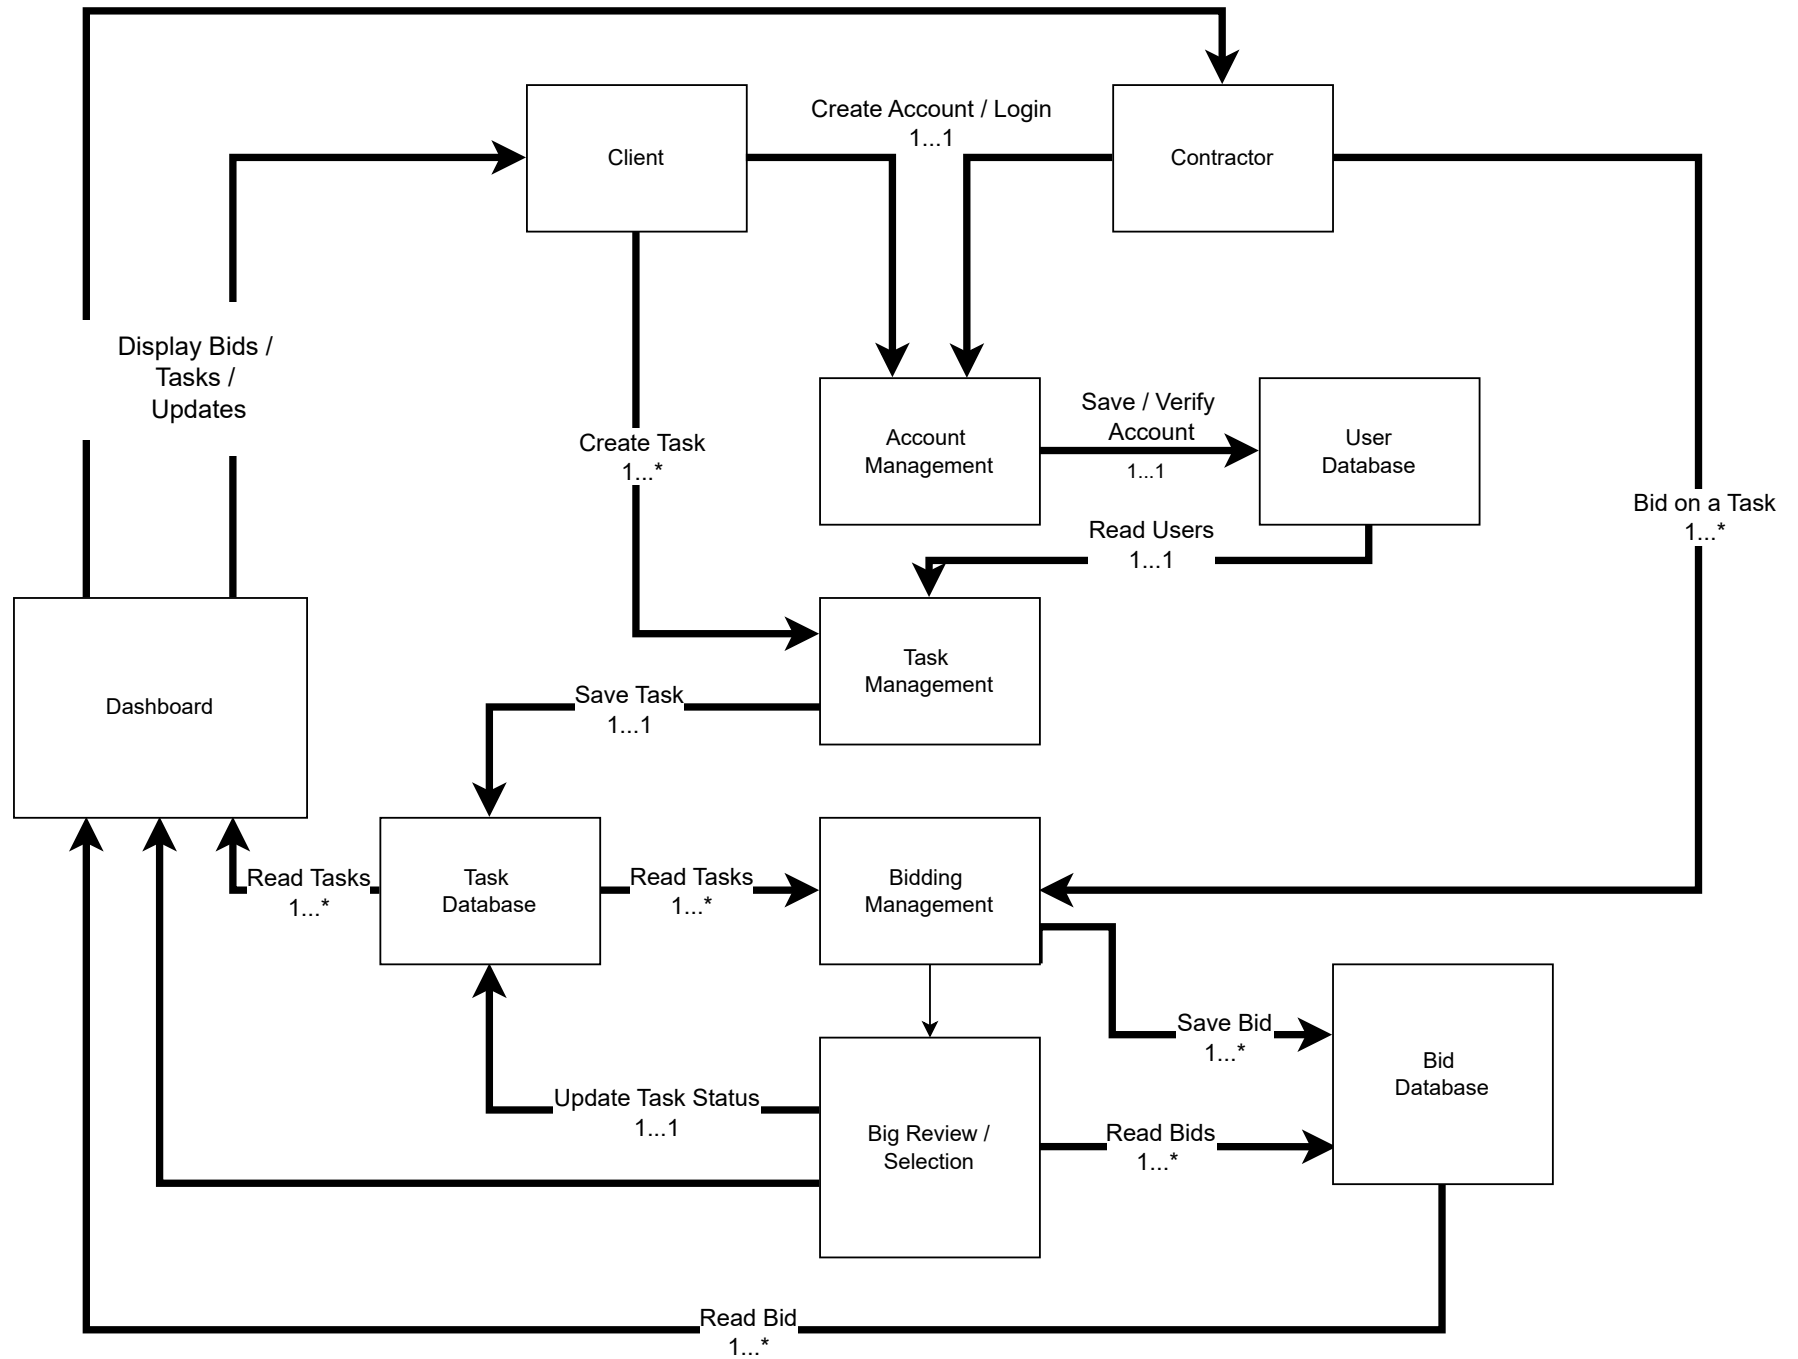 Create Account / Login
1...1
Client
Contractor
Display Bids /
Tasks /
Updates
Create Task
1...*
Account
Management
Save / Verify
Account
1...1
User
Database
Bid on a Task
1...*
Read Users
1...1
Task
Management
Dashboard
Save Task
1...1
Read Tasks
1...*
Task
Database
Read Tasks
1...*
Bidding
Management
Save Bid
1...*
Bid
Database
Update Task Status
1...1
Big Review /
Selection
Read Bids
1...*
Read Bid
1...*